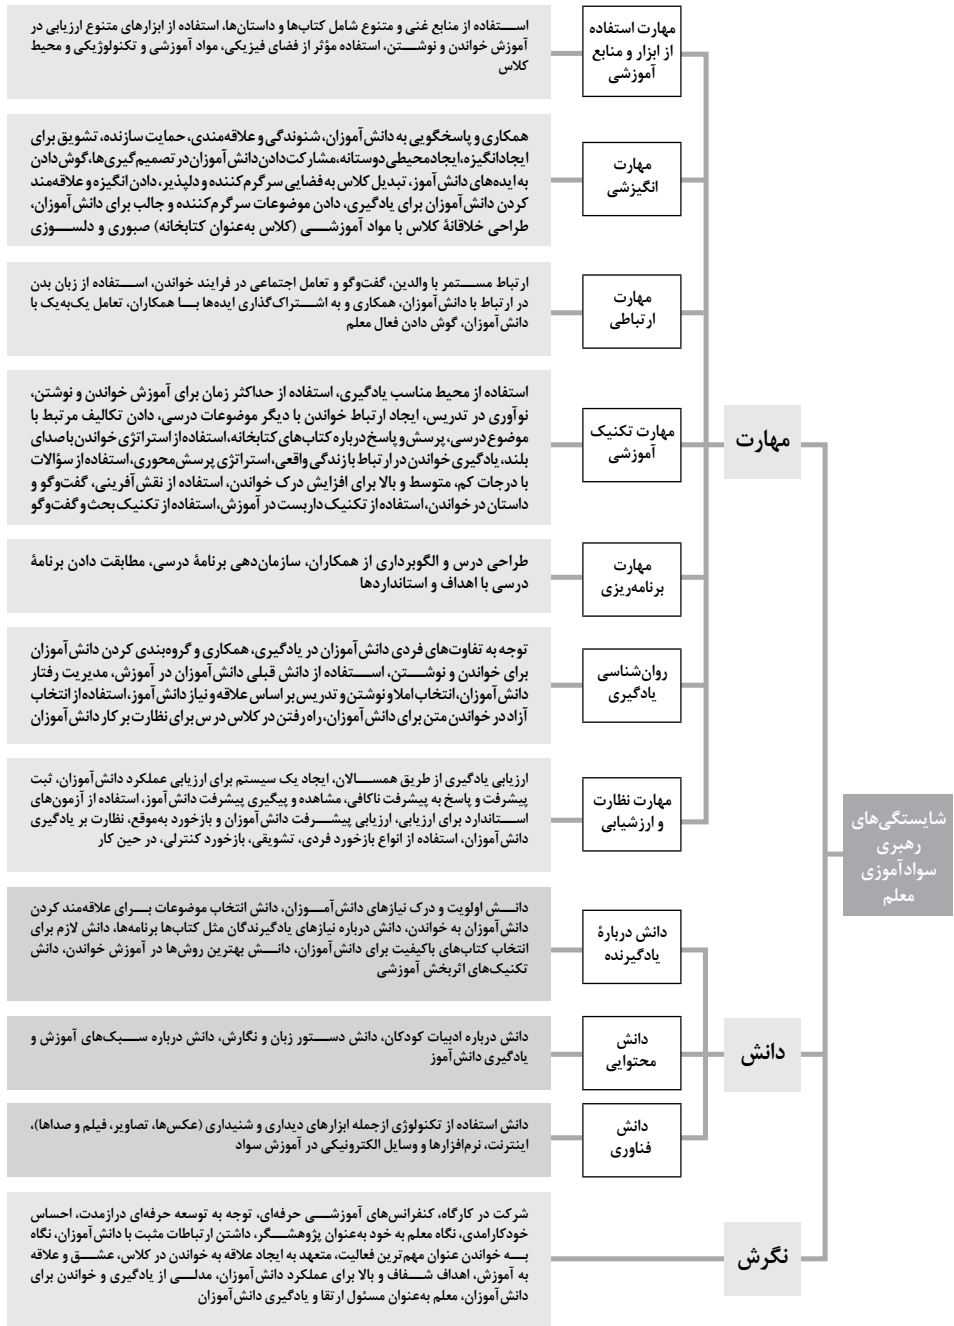 شایستگی‌های
رهبری
سوادآموزی
معلم
مهارت
مهارت استفاده
از ابزار و منابع
آموزشی
استفاده از منابع غنی و متنوع شامل کتاب‌ها و داستان‌ها، استفاده از ابزارهای متنوع ارزیابی در
آموزش خواندن و نوشتن، استفاده مؤثر از فضای فیزیکی، مواد آموزشی و تکنولوژیکی و محیط
کلاس
مهارت
انگیزشی
همکاری و پاسخگویی به دانش‌آموزان، شنوندگی و علاقه‌مندی، حمایت سازنده، تشویق برای
ایجاد انگیزه، ایجاد محیطی دوستانه، مشارکت دادن دانش‌آموزان در تصمیم‌گیری‌ها، گوش دادن
به ایده‌های دانش‌آموز، تبدیل کلاس به فضایی سرگرم‌کننده و دلپذیر، دادن انگیزه و علاقه‌مند
کردن دانش‌آموزان برای یادگیری، دادن موضوعات سرگرم‌کننده و جالب برای دانش‌آموزان،
طراحی خلاقانهٔ کلاس با مواد آموزشی (کلاس به‌عنوان کتابخانه) صبوری و دلسوزی
مهارت
ارتباطی
ارتباط مستمر با والدین، گفت‌وگو و تعامل اجتماعی در فرایند خواندن، استفاده از زبان بدن
در ارتباط با دانش‌آموزان، همکاری و به اشتراک‌گذاری ایده‌ها با همکاران، تعامل یک‌به‌یک با
دانش‌آموزان، گوش دادن فعال معلم
مهارت تکنیک
آموزشی
استفاده از محیط مناسب یادگیری، استفاده از حداکثر زمان برای آموزش خواندن و نوشتن،
نوآوری در تدریس، ایجاد ارتباط خواندن با دیگر موضوعات درسی، دادن تکالیف مرتبط با
موضوع درسی، پرسش و پاسخ درباره کتاب‌های کتابخانه، استفاده از استراتژی خواندن با صدای
بلند، یادگیری خواندن در ارتباط با زندگی واقعی، استراتژی پرسش‌محوری، استفاده از سؤالات
با درجات کم، متوسط و بالا برای افزایش درک خواندن، استفاده از نقش‌آفرینی، گفت‌وگو و
داستان در خواندن، استفاده از تکنیک داربست در آموزش، استفاده از تکنیک بحث و گفت‌وگو
مهارت
برنامه‌ریزی
طراحی درس و الگوبرداری از همکاران، سازمان‌دهی برنامهٔ درسی، مطابقت دادن برنامهٔ
درسی با اهداف و استانداردها
روان‌شناسی
یادگیری
توجه به تفاوت‌های فردی دانش‌آموزان در یادگیری، همکاری و گروه‌بندی کردن دانش‌آموزان
برای خواندن و نوشتن، استفاده از دانش قبلی دانش‌آموزان در آموزش، مدیریت رفتار
دانش‌آموزان، انتخاب املا و نوشتن و تدریس بر اساس علاقه و نیاز دانش‌آموز، استفاده از انتخاب
آزاد در خواندن متن برای دانش‌آموزان، راه رفتن در کلاس درس برای نظارت بر کار دانش‌آموزان
مهارت نظارت
و ارزشیابی
ارزیابی یادگیری از طریق همسالان، ایجاد یک سیستم برای ارزیابی عملکرد دانش‌آموزان، ثبت
پیشرفت و پاسخ به پیشرفت ناکافی، مشاهده و پیگیری پیشرفت دانش‌آموز، استفاده از آزمون‌های
استاندارد برای ارزیابی، ارزیابی پیشرفت دانش‌آموزان و بازخورد به‌موقع، نظارت بر یادگیری
دانش‌آموزان، استفاده از انواع بازخورد فردی، تشویقی، بازخورد کنترلی، در حین کار
دانش
دانش دربارهٔ
یادگیرنده
دانش اولویت و درک نیازهای دانش‌آموزان، دانش انتخاب موضوعات برای علاقه‌مند کردن
دانش‌آموزان به خواندن، دانش درباره نیازهای یادگیرندگان مثل کتاب‌ها برنامه‌ها، دانش لازم برای
انتخاب کتاب‌های باکیفیت برای دانش‌آموزان، دانش بهترین روش‌ها در آموزش خواندن، دانش
تکنیک‌های اثربخش آموزشی
دانش
محتوایی
دانش درباره ادبیات کودکان، دانش دستور زبان و نگارش، دانش درباره سبک‌های آموزش و
یادگیری دانش‌آموز
دانش
فناوری
دانش استفاده از تکنولوژی ازجمله ابزارهای دیداری و شنیداری (عکس‌ها، تصاویر، فیلم و صداها)،
اینترنت، نرم‌افزارها و وسایل الکترونیکی در آموزش سواد
نگرش
شرکت در کارگاه، کنفرانس‌های آموزشی حرفه‌ای، توجه به توسعه حرفه‌ای درازمدت، احساس
خودکارامدی، نگاه معلم به خود به‌عنوان پژوهشگر، داشتن ارتباطات مثبت با دانش‌آموزان، نگاه
به خواندن عنوان مهم‌ترین فعالیت، متعهد به ایجاد علاقه به خواندن در کلاس، عشق و علاقه
به آموزش، اهداف شفاف و بالا برای عملکرد دانش‌آموزان، مدلی از یادگیری و خواندن برای
دانش‌آموزان، معلم به‌عنوان مسئول ارتقا و یادگیری دانش‌آموزان